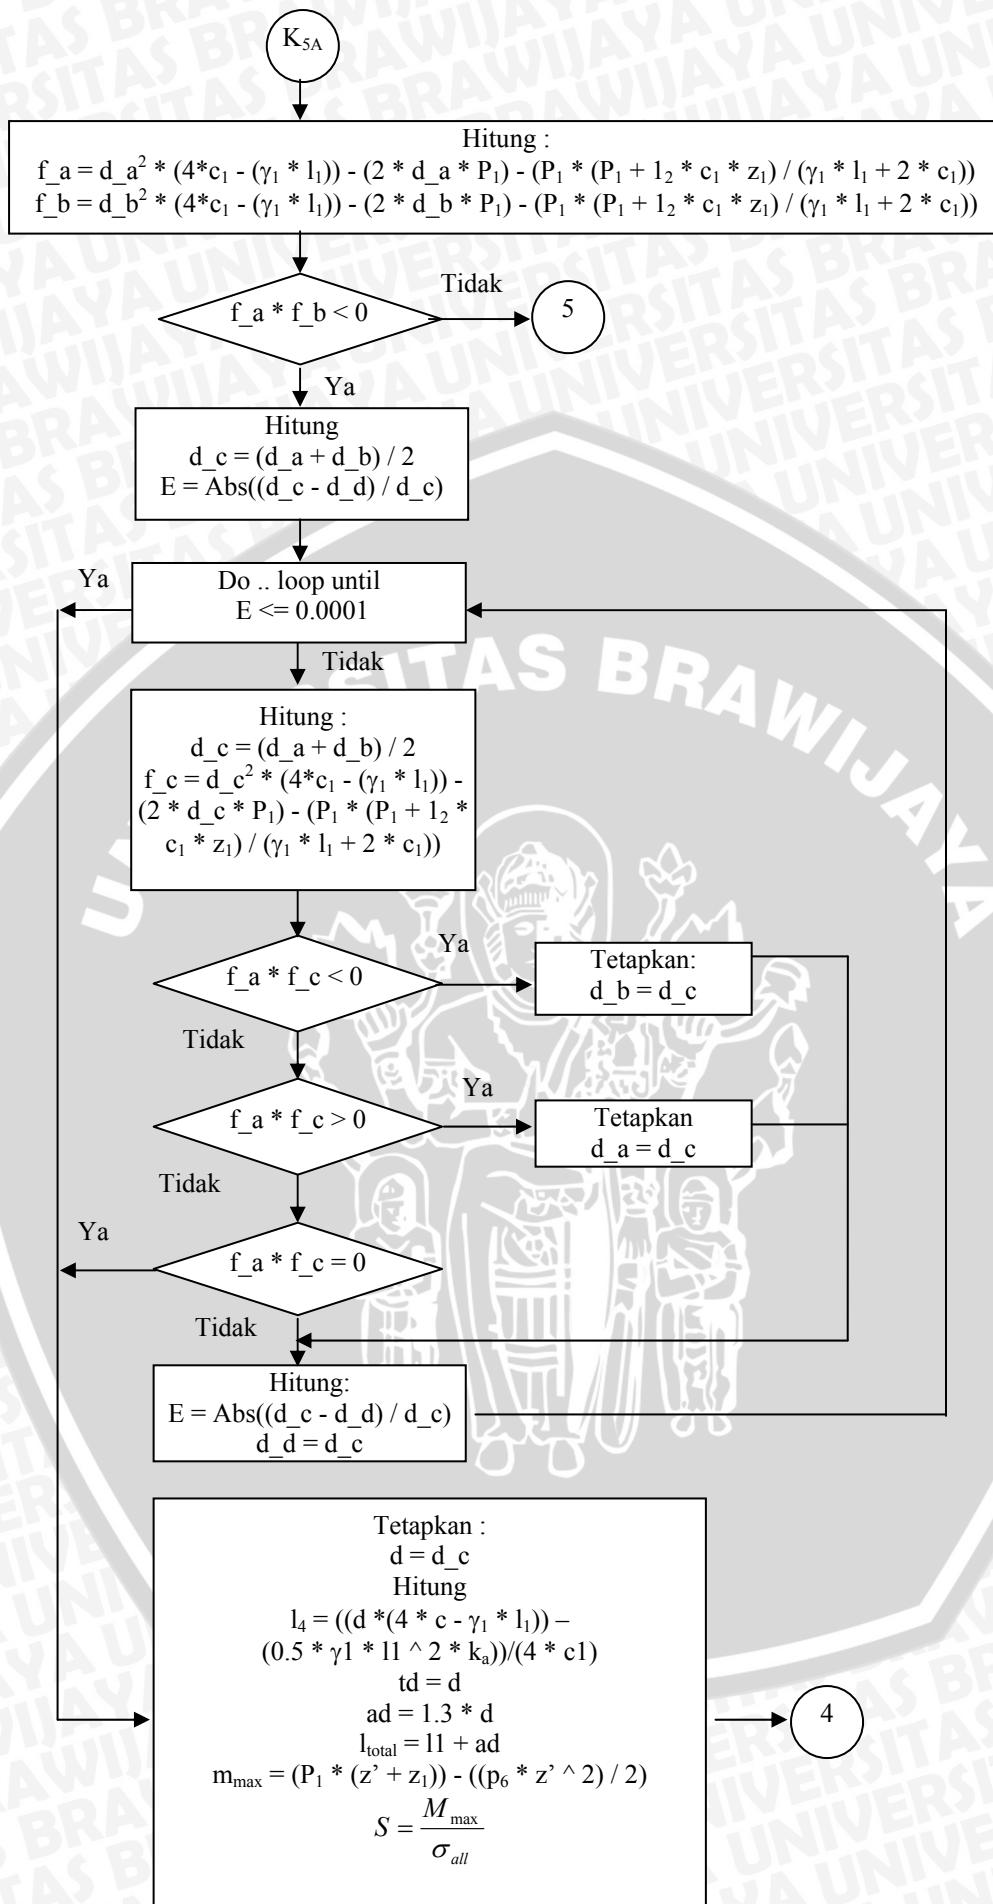 K5A
Hitung :
f_a = d_a² * (4*c₁ - (γ₁ * l₁)) - (2 * d_a * P₁) - (P₁ * (P₁ + 1₂ * c₁ * z₁) / (γ₁ * l₁ + 2 * c₁))
f_b = d_b² * (4*c₁ - (γ₁ * l₁)) - (2 * d_b * P₁) - (P₁ * (P₁ + 1₂ * c₁ * z₁) / (γ₁ * l₁ + 2 * c₁))
f_a * f_b < 0
Tidak
5
Ya
Hitung
d_c = (d_a + d_b) / 2
E = Abs((d_c - d_d) / d_c)
Ya
Do .. loop until
E <= 0.0001
Tidak
Hitung :
d_c = (d_a + d_b) / 2
f_c = d_c² * (4*c₁ - (γ₁ * l₁)) -
(2 * d_c * P₁) - (P₁ * (P₁ + 1₂ *
c₁ * z₁) / (γ₁ * l₁ + 2 * c₁))
f_a * f_c < 0
Ya
Tetapkan:
d_b = d_c
Tidak
f_a * f_c > 0
Ya
Tetapkan
d_a = d_c
Tidak
Ya
f_a * f_c = 0
Tidak
Hitung:
E = Abs((d_c - d_d) / d_c)
d_d = d_c
Tetapkan :
d = d_c
Hitung
l₄ = ((d *(4 * c - γ₁ * l₁)) –
(0.5 * γ1 * l1 ^ 2 * kₐ))/(4 * c1)
td = d
ad = 1.3 * d
l_total = l1 + ad
m_max = (P₁ * (z’ + z₁)) - ((p₆ * z’ ^ 2) / 2)
S = M_max / σ_all
4
UNIVERSITAS BRAWIJAYA